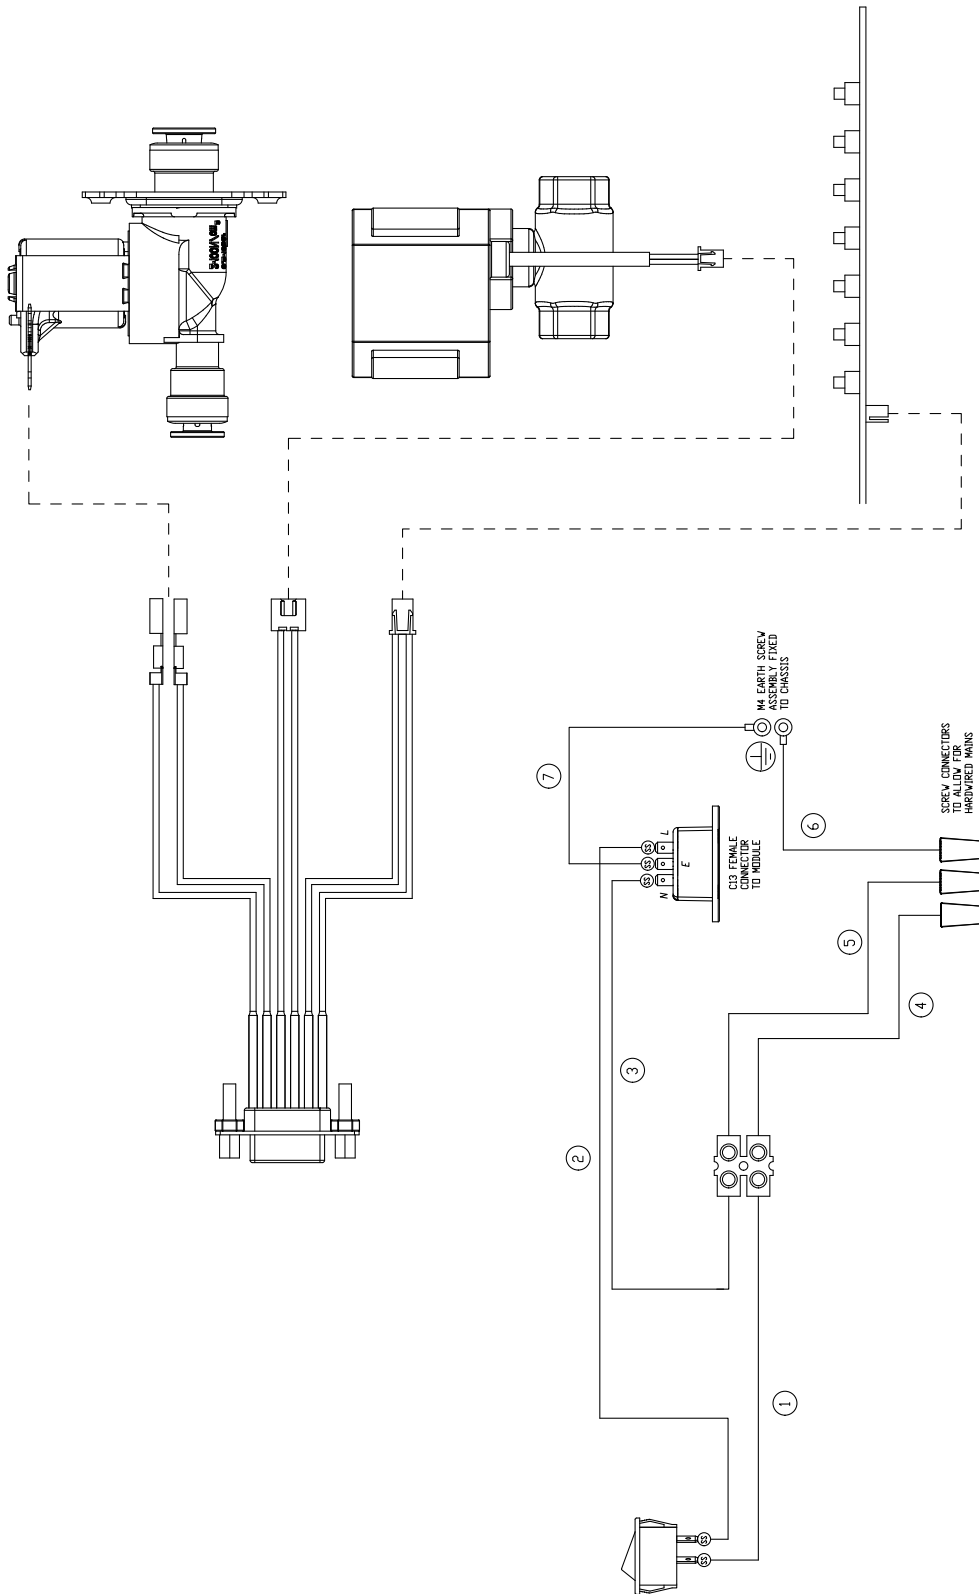 M4 EARTH SCREW
ASSEMBLY FIXED
TO CHASSIS
7
6
SCREW CONNECTORS
TO ALLOW FOR
HARDWIRED MAINS
SS
SS
SS
L
E
N
C13 FEMALE
CONNECTOR
TO MODULE
5
4
3
2
1
SS
SS